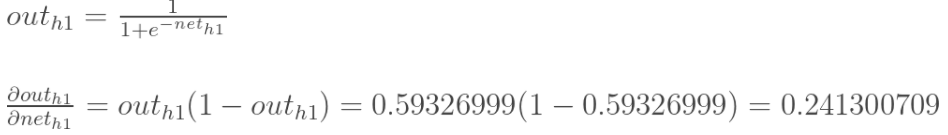 out_{h1} = \frac{1}{1+e^{-net_{h1}}}
\frac{\partial out_{h1}}{\partial net_{h1}} = out_{h1}(1 - out_{h1}) = 0.59326999(1 - 0.59326999) = 0.241300709